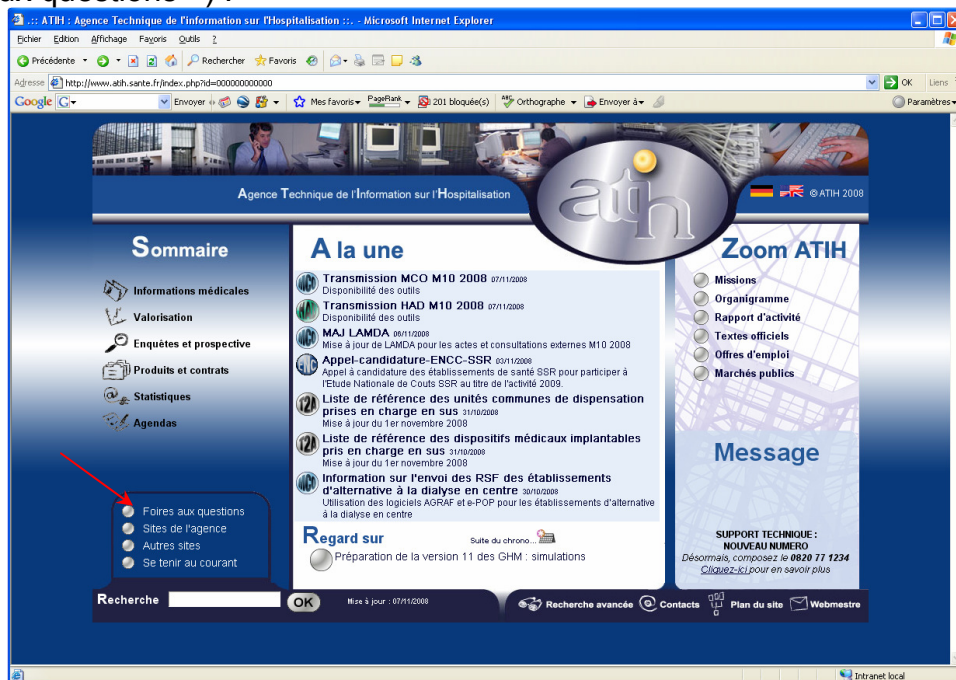 aux questions
.:: ATIH : Agence Technique de l'information sur l'Hospitalisation ::. - Microsoft Internet Explorer
Fichier Edition Affichage Favoris Outils ?
Précédente Rechercher Favoris
Adresse http://www.atih.sante.fr/index.php?id=000000000000 OK Liens
Google G Envoyer Mes favoris PageRank 201 bloquée(s) Orthographe Envoyer à Paramètres
Agence Technique de l'Information sur l'Hospitalisation
atih
© ATIH 2008
Sommaire
Informations médicales
Valorisation
Enquêtes et prospective
Produits et contrats
Statistiques
Agendas
Foires aux questions
Sites de l'agence
Autres sites
Se tenir au courant
A la une
Transmission MCO M10 2008 07/11/2008
Disponibilité des outils
Transmission HAD M10 2008 07/11/2008
Disponibilité des outils
MAJ LAMDA 06/11/2008
Mise à jour de LAMDA pour les actes et consultations externes M10 2008
Appel-candidature-ENCC-SSR 03/11/2008
Appel à candidature des établissements de santé SSR pour participer à
l'Etude Nationale de Couts SSR au titre de l'activité 2009.
Liste de référence des unités communes de dispensation
prises en charge en sus 31/10/2008
Mise à jour du 1er novembre 2008
Liste de référence des dispositifs médicaux implantables
pris en charge en sus 31/10/2008
Mise à jour du 1er novembre 2008
Information sur l'envoi des RSF des établissements
d'alternative à la dialyse en centre 30/10/2008
Utilisation des logiciels AGRAF et e-POP pour les établissements d'alternative
à la dialyse en centre
Regard sur Suite du chrono...
Préparation de la version 11 des GHM : simulations
Zoom ATIH
Missions
Organigramme
Rapport d'activité
Textes officiels
Offres d'emploi
Marchés publics
Message
SUPPORT TECHNIQUE :
NOUVEAU NUMERO
Désormais, composez le 0820 77 1234
Cliquez-ici pour en savoir plus
Recherche OK Mise à jour : 07/11/2008 Recherche avancée Contacts Plan du site Webmestre
Intranet local